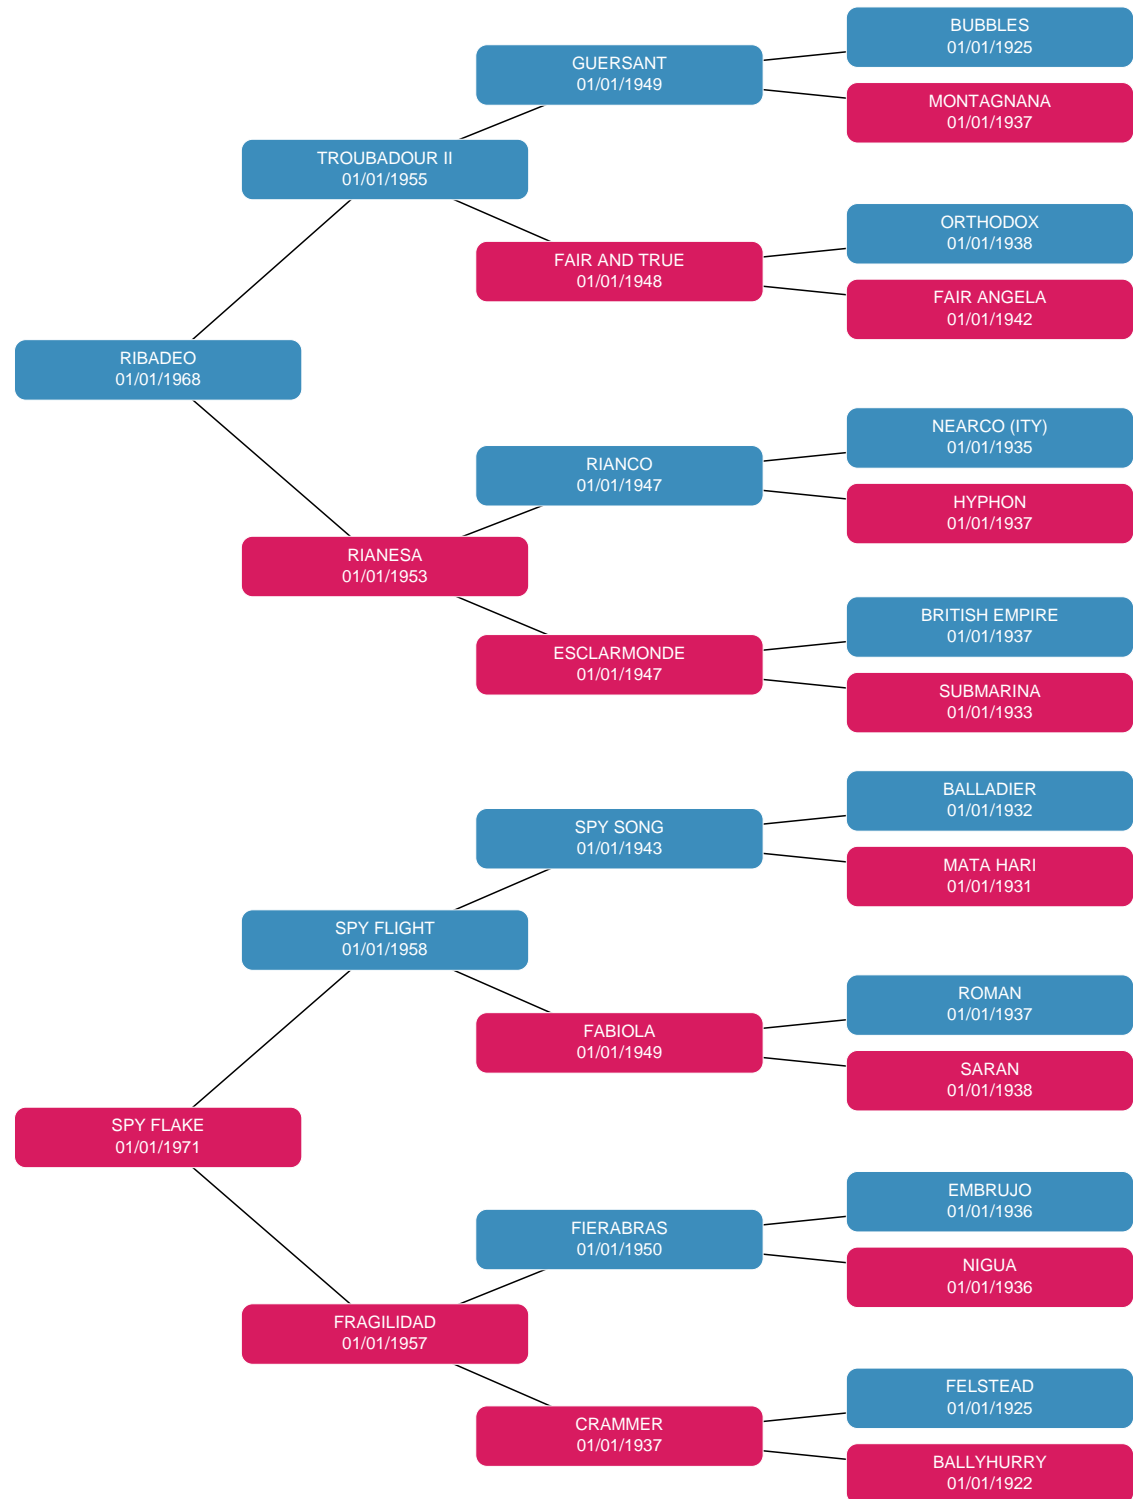 BUBBLES
01/01/1925
GUERSANT
01/01/1949
MONTAGNANA
01/01/1937
TROUBADOUR II
01/01/1955
ORTHODOX
01/01/1938
FAIR AND TRUE
01/01/1948
FAIR ANGELA
01/01/1942
RIBADEO
01/01/1968
NEARCO (ITY)
01/01/1935
RIANCO
01/01/1947
HYPHON
01/01/1937
RIANESA
01/01/1953
BRITISH EMPIRE
01/01/1937
ESCLARMONDE
01/01/1947
SUBMARINA
01/01/1933
BALLADIER
01/01/1932
SPY SONG
01/01/1943
MATA HARI
01/01/1931
SPY FLIGHT
01/01/1958
ROMAN
01/01/1937
FABIOLA
01/01/1949
SARAN
01/01/1938
SPY FLAKE
01/01/1971
EMBRUJO
01/01/1936
FIERABRAS
01/01/1950
NIGUA
01/01/1936
FRAGILIDAD
01/01/1957
FELSTEAD
01/01/1925
CRAMMER
01/01/1937
BALLYHURRY
01/01/1922